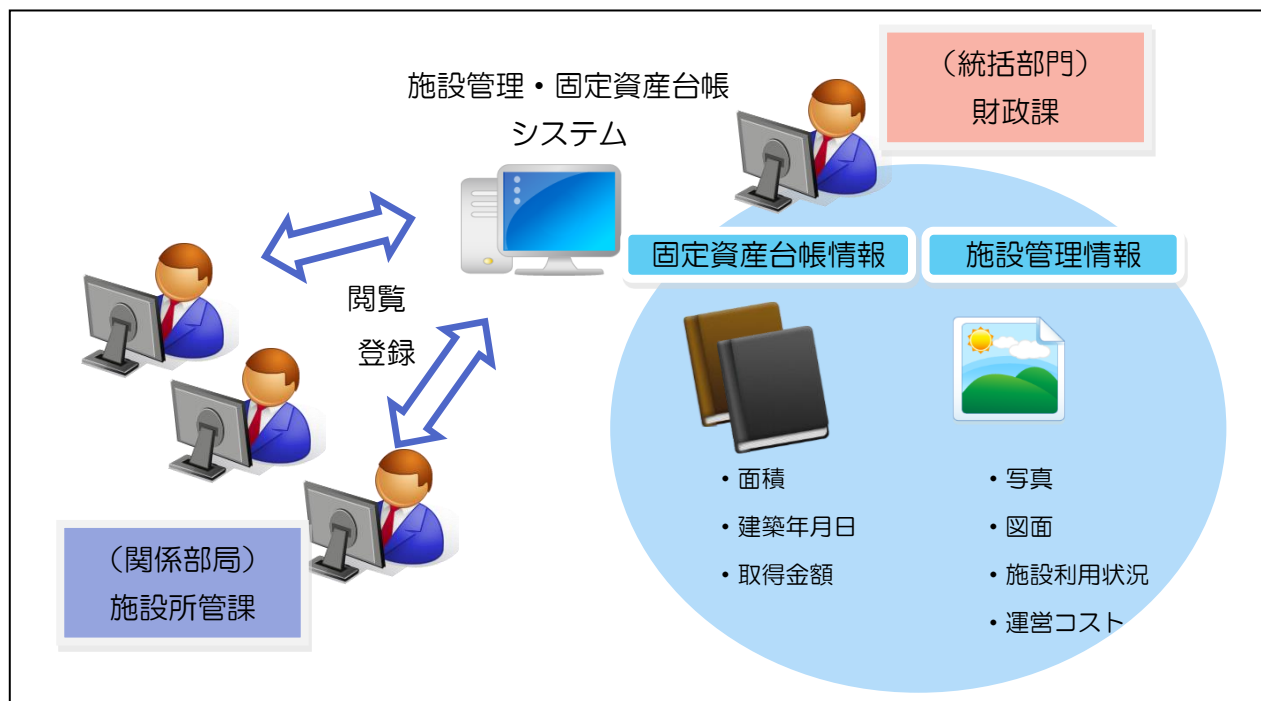 施設管理・固定資産台帳
システム
（統括部門）
財政課
固定資産台帳情報
施設管理情報
閲覧
登録
・面積
・建築年月日
・取得金額
・写真
・図面
・施設利用状況
・運営コスト
（関係部局）
施設所管課